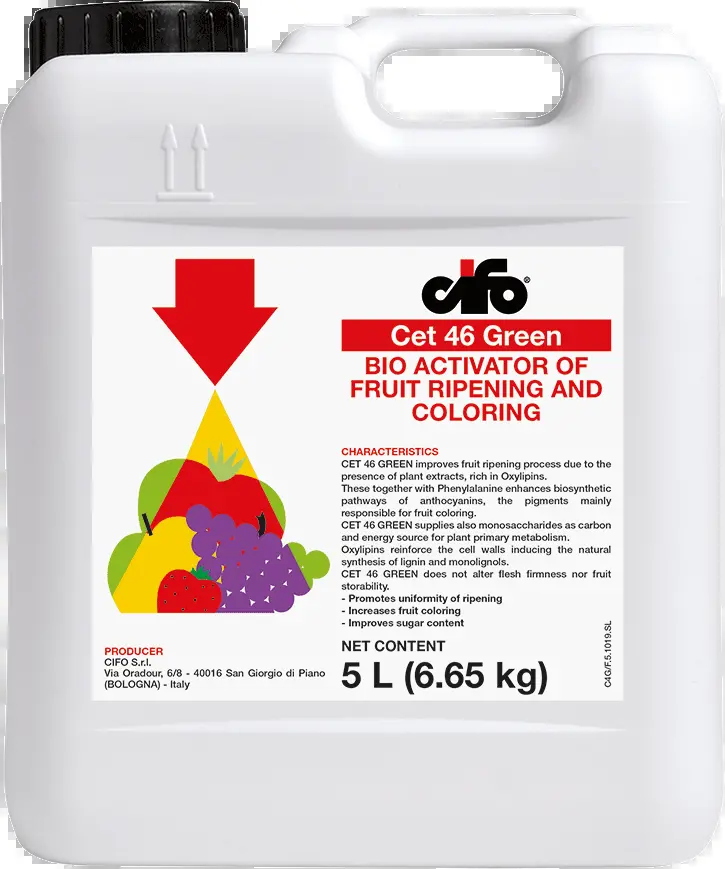 cifo®
Cet 46 Green
BIO ACTIVATOR OF
FRUIT RIPENING AND
COLORING
CHARACTERISTICS
CET 46 GREEN improves fruit ripening process due to the
presence of plant extracts, rich in Oxylipins.
These together with Phenylalanine enhances biosynthetic
pathways of anthocyanins, the pigments mainly
responsible for fruit coloring.
CET 46 GREEN supplies also monosaccharides as carbon
and energy source for plant primary metabolism.
Oxylipins reinforce the cell walls inducing the natural
synthesis of lignin and monolignols.
CET 46 GREEN does not alter flesh firmness nor fruit
storability.
- Promotes uniformity of ripening
- Increases fruit coloring
- Improves sugar content
NET CONTENT
5 L (6.65 kg)
PRODUCER
CIFO S.r.l.
Via Oradour, 6/8 - 40016 San Giorgio di Piano
(BOLOGNA) - Italy
C4G/F.5.1019.SL